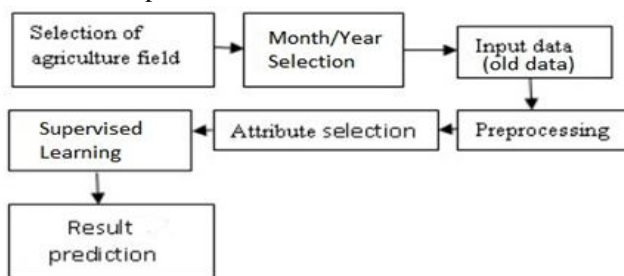 Selection of
agriculture field
Month/Year
Selection
Input data
(old data)
Preprocessing
Attribute selection
Supervised
Learning
Result
prediction